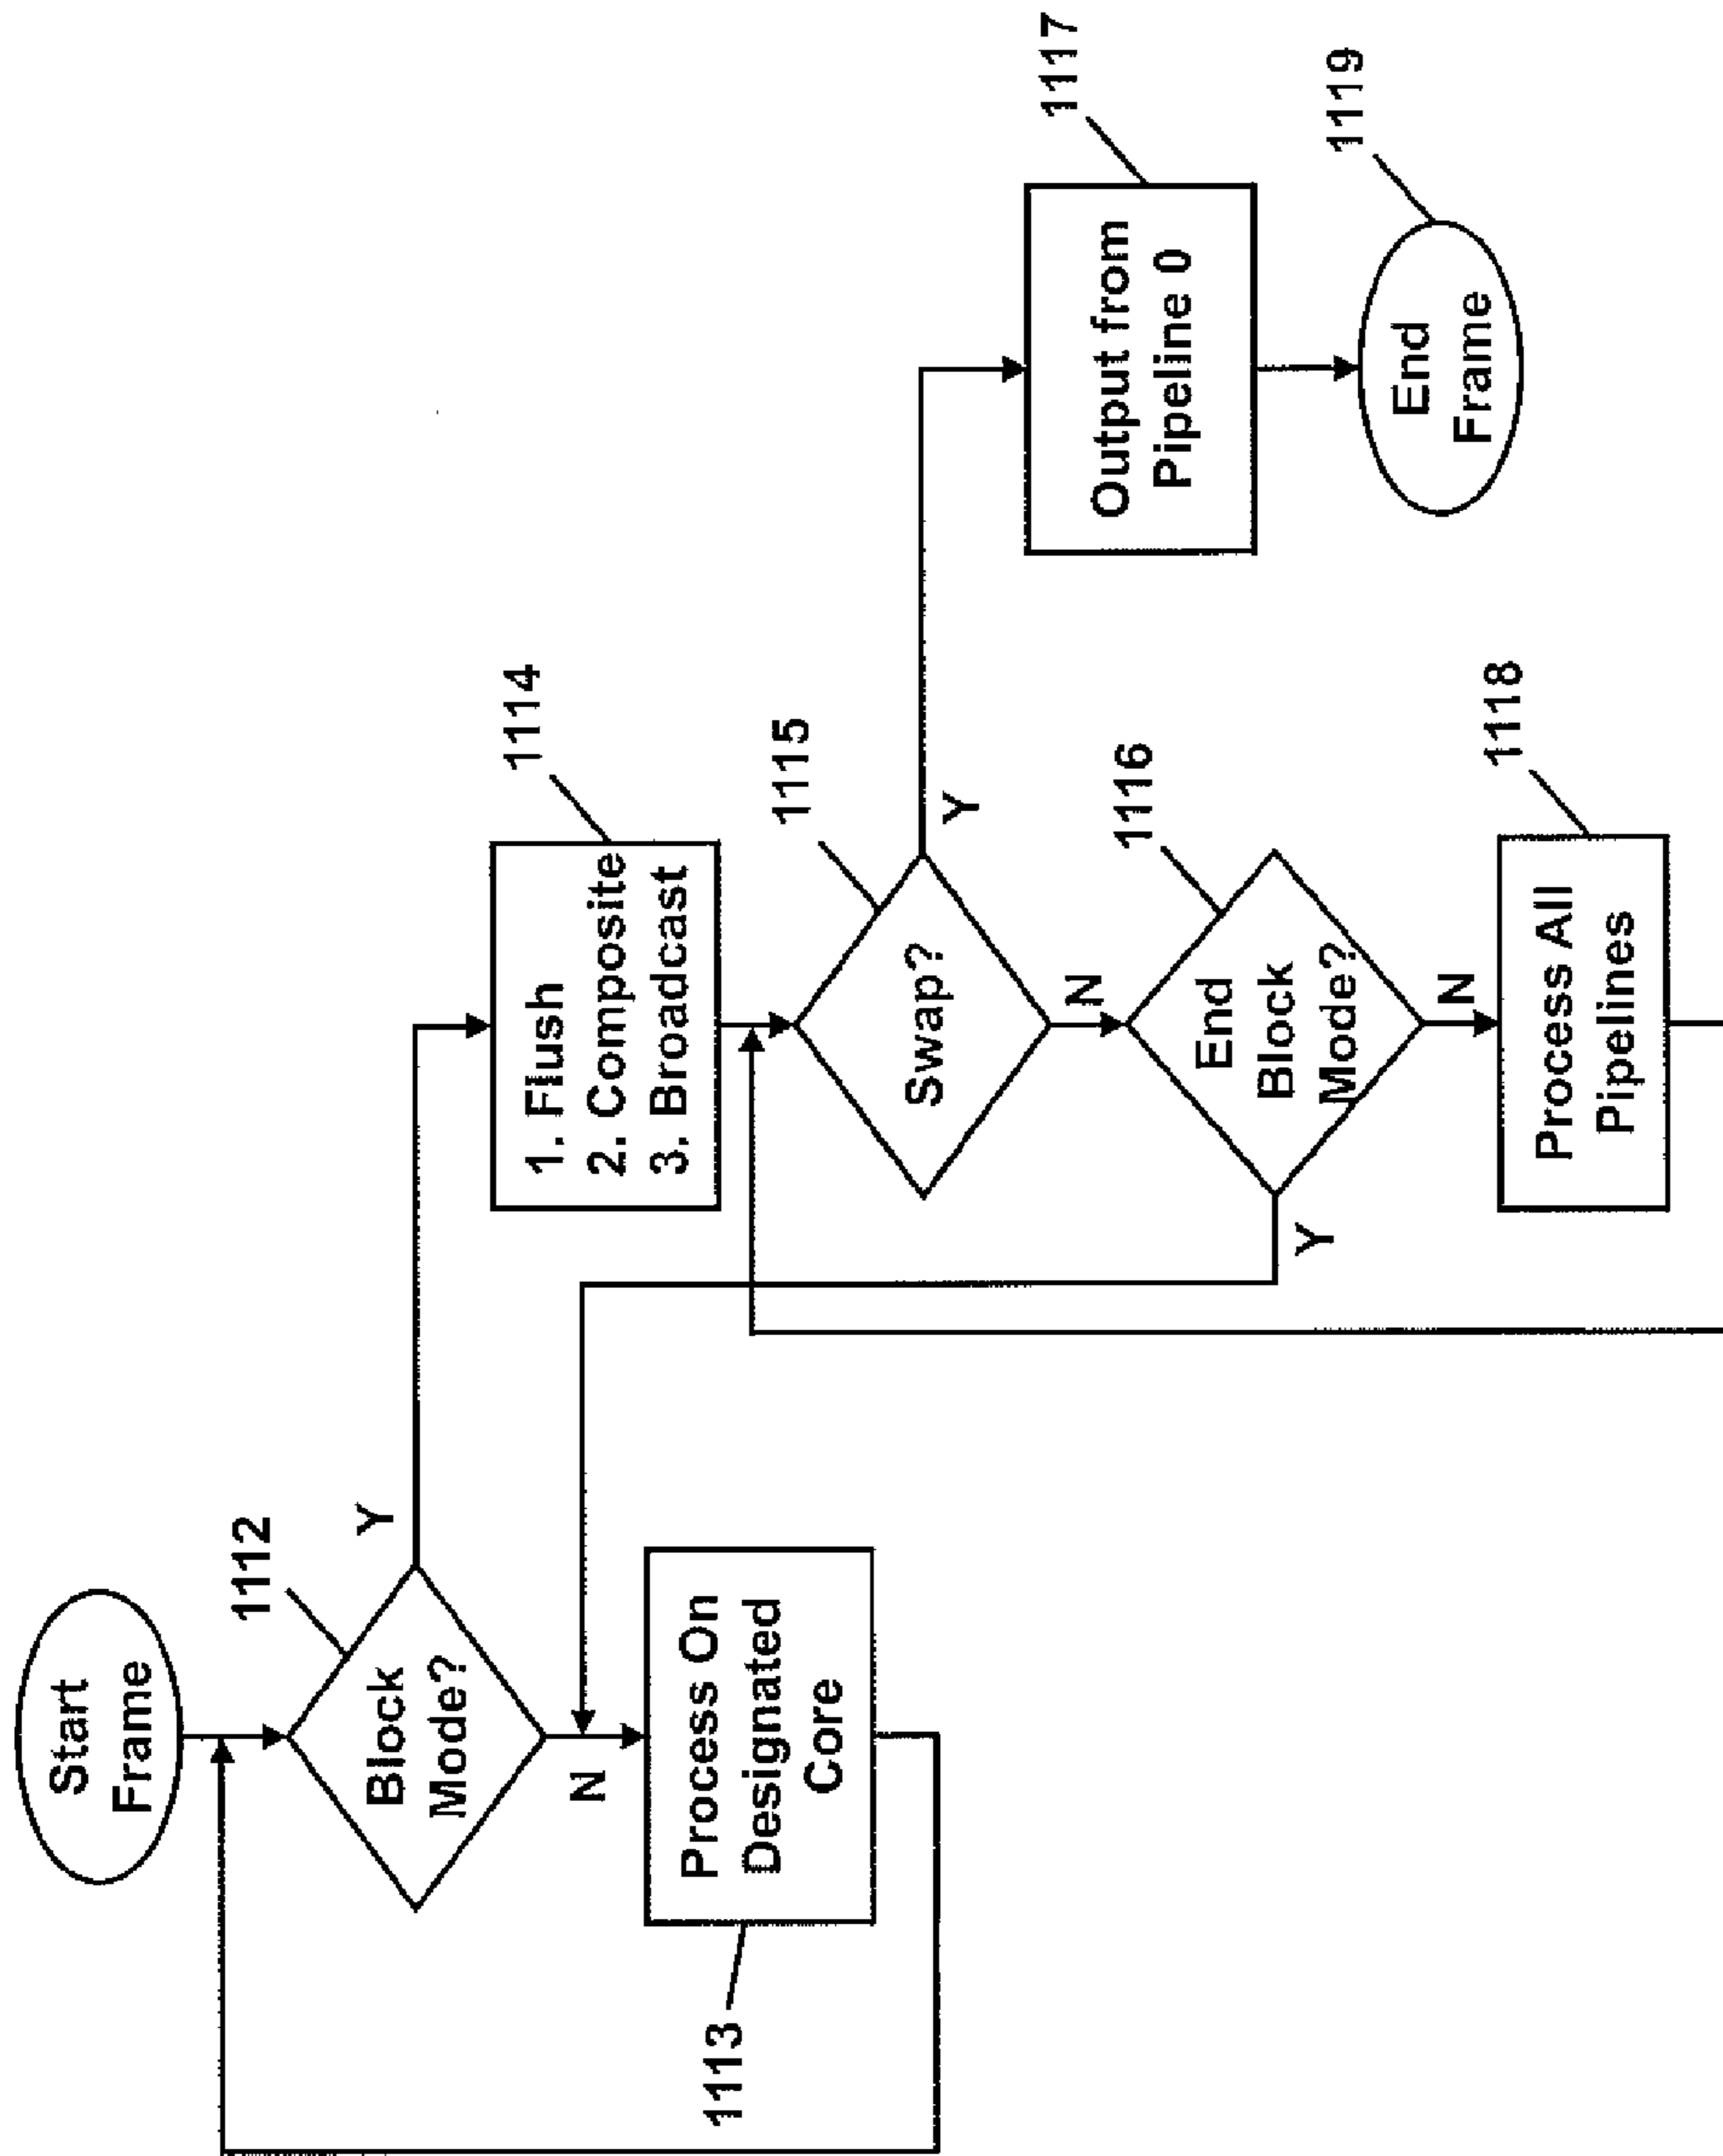 Start
Frame
1112
Block
Mode?
Y
N
Process On
Designated
Core
1113
1114
1. Flush
2. Composite
3. Broadcast
1115
Swap?
Y
N
1116
End
Block
Mode?
Y
N
1118
Process All
Pipelines
1117
Output from
Pipeline 0
1119
End
Frame